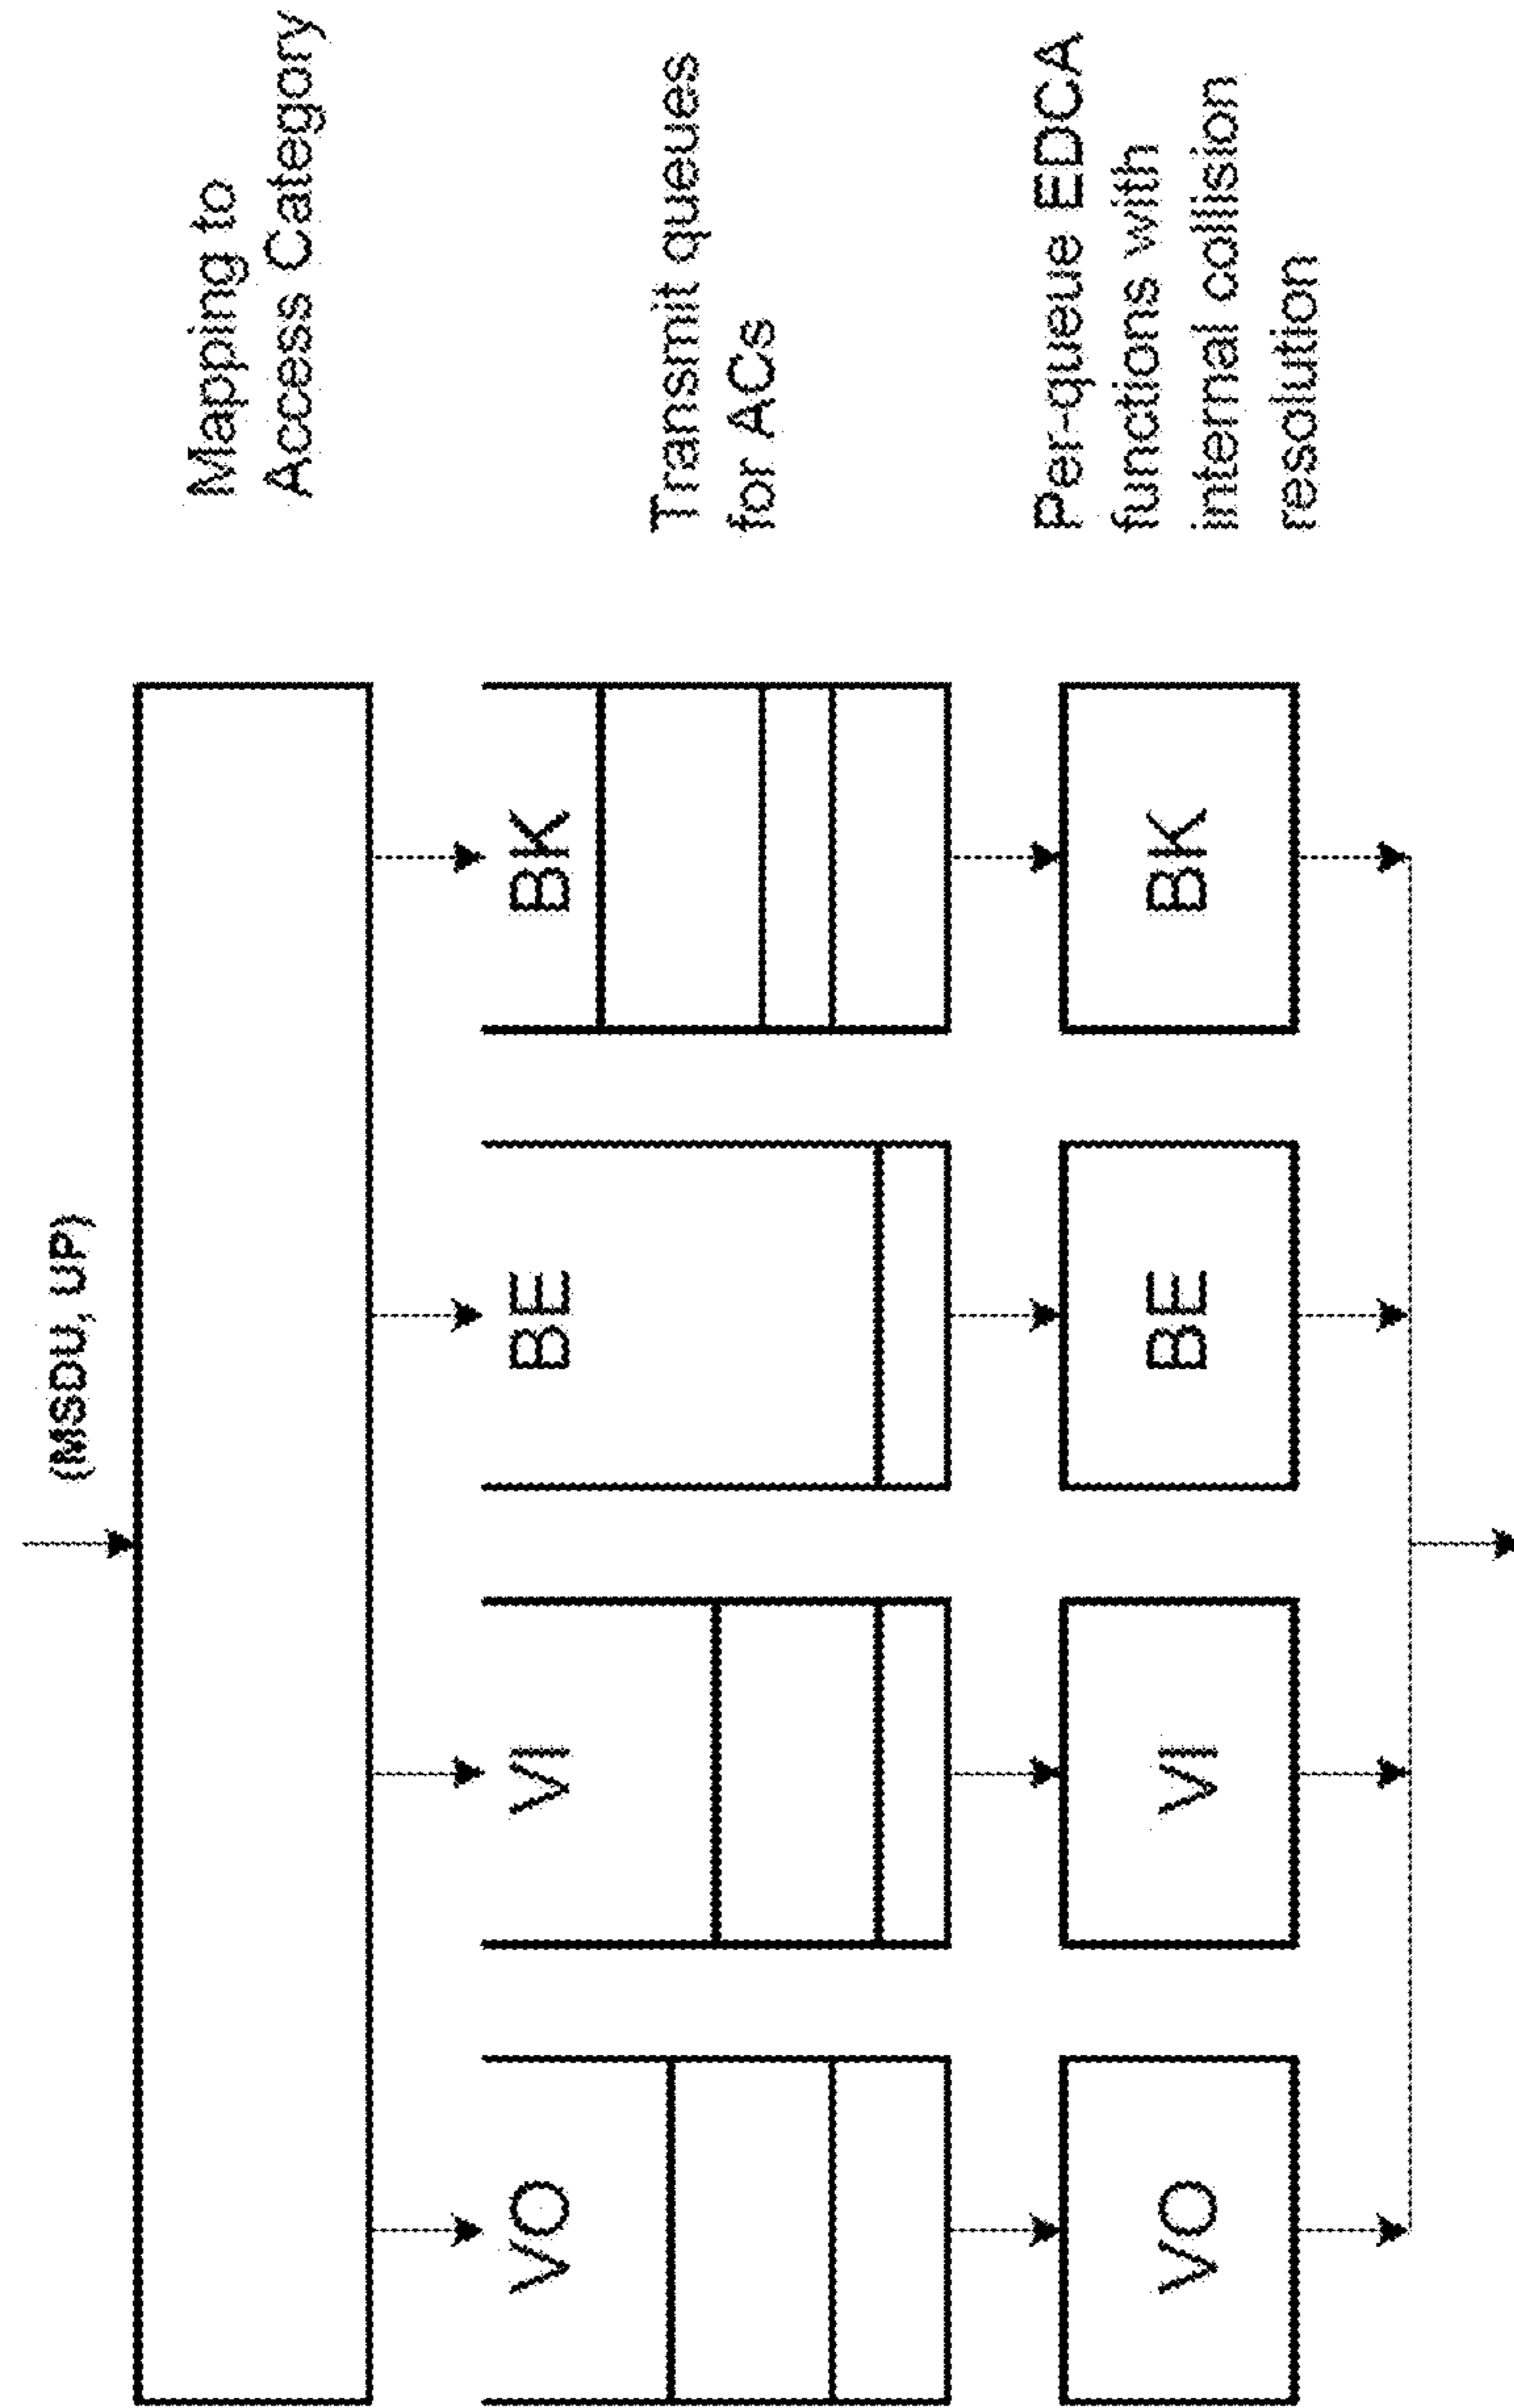 (MSDU, UP)
Mapping to
Access Category
VO
VI
BE
BK
Transmit queues
for ACs
VO
VI
BE
BK
Per-queue EDCA
functions with
internal collision
resolution